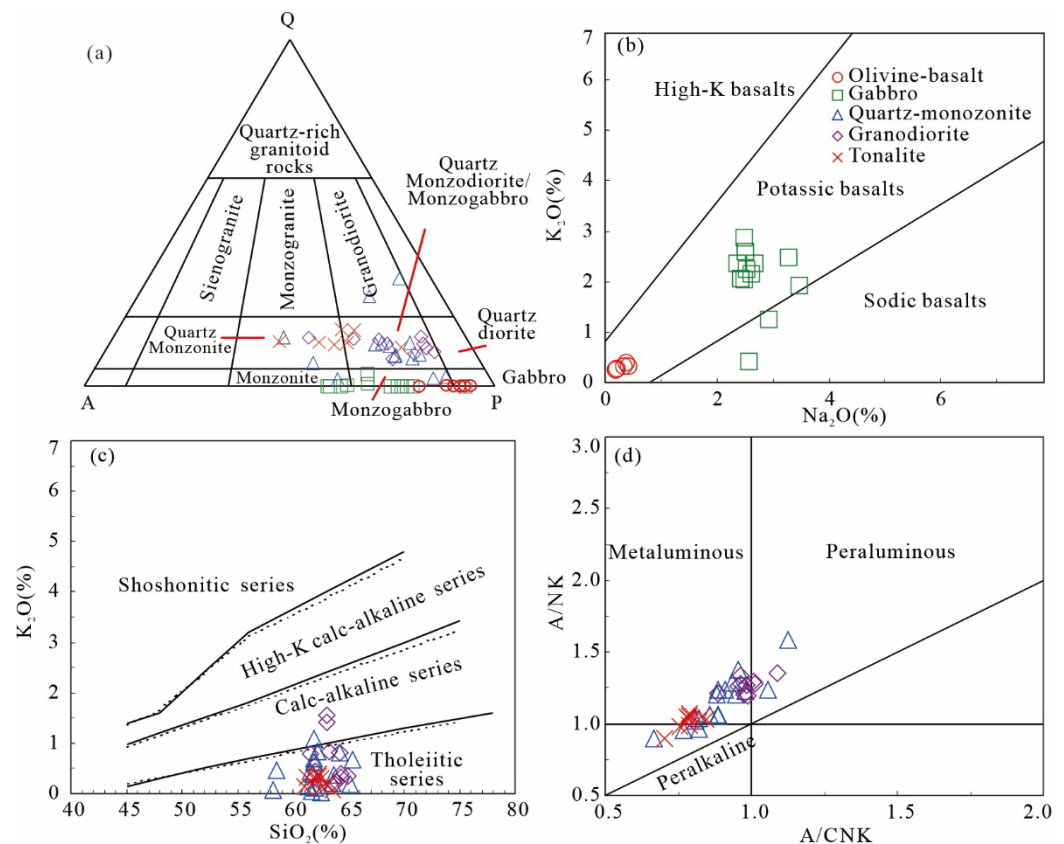 (a)
Q
Quartz-rich
granitoid
rocks
Quartz
Monzodiorite/
Monzogabbro
Sienogranite
Monzogranite
Granodiorite
Quartz
diorite
Quartz
Monzonite
Monzonite
Gabbro
Monzogabbro
A
P
(b)
7
6
5
4
3
2
1
0
K₂O(%)
High-K basalts
Olivine-basalt
Gabbro
Quartz-monozonite
Granodiorite
Tonalite
Potassic basalts
Sodic basalts
0 2 4 6
Na₂O(%)
(c)
7
6
5
4
3
2
1
0
K₂O(%)
Shoshonitic series
High-K calc-alkaline series
Calc-alkaline series
Tholeiitic
series
40 45 50 55 60 65 70 75 80
SiO₂(%)
(d)
3.0
2.5
2.0
1.5
1.0
0.5
A/NK
Metaluminous
Peraluminous
Peralkaline
0.5 1.0 1.5 2.0
A/CNK